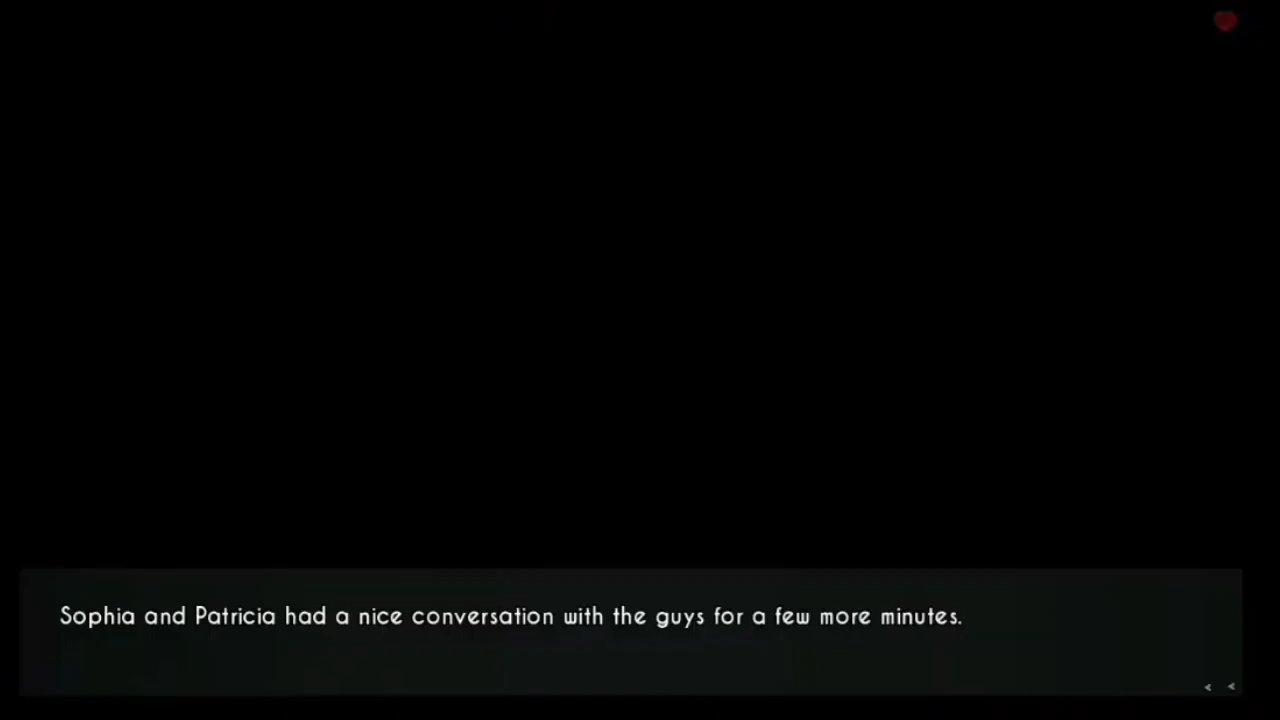 Sophia and Patricia had a nice conversation with the guys for a few more minutes.